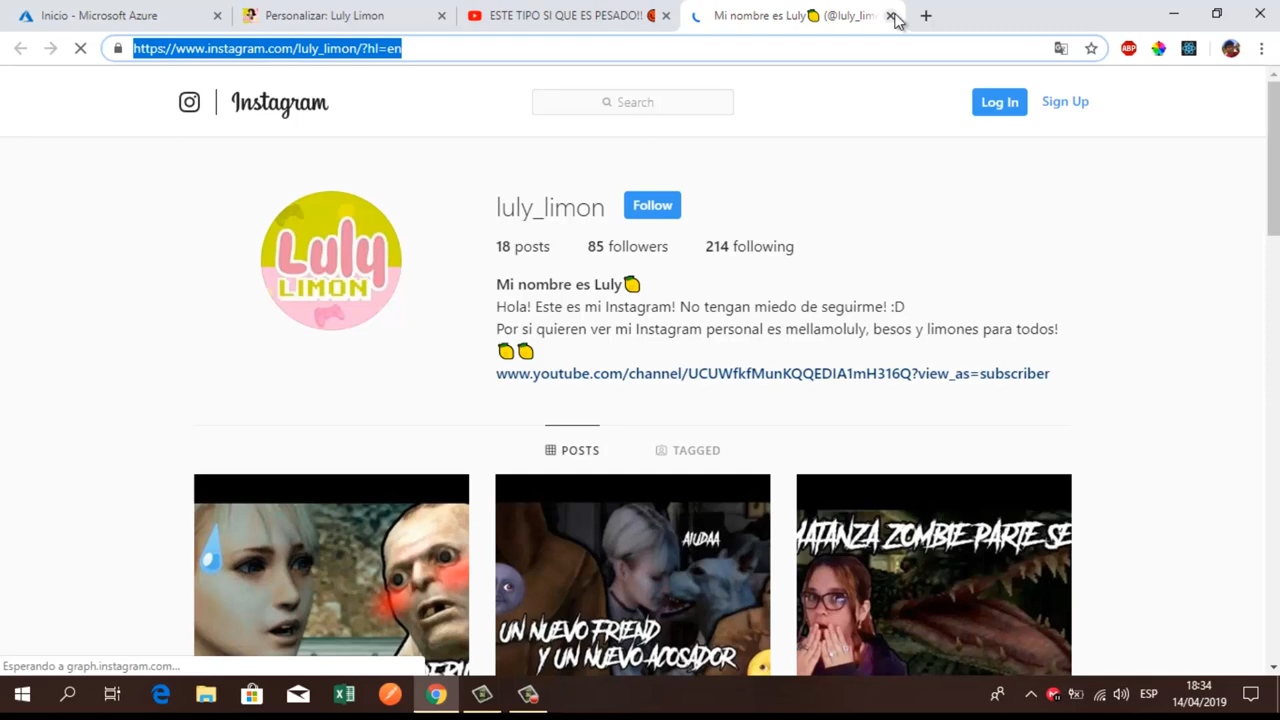 Inicio - Microsoft Azure
Personalizar: Luly Limon
ESTE TIPO SI QUE ES PESADO!!
Mi nombre es Luly🍋 (@luly_lim
https://www.instagram.com/luly_limon/?hl=en
ABP
Instagram
Search
Log In
Sign Up
Luly
LIMON
luly_limon
Follow
18 posts
85 followers
214 following
Mi nombre es Luly🍋
Hola! Este es mi Instagram! No tengan miedo de seguirme! :D
Por si quieren ver mi Instagram personal es mellamoluly, besos y limones para todos!
🍋🍋
www.youtube.com/channel/UCUWfkfMunKQQEDIA1mH316Q?view_as=subscriber
POSTS
TAGGED
AIUDAA
UN NUEVO FRIEND
Y UN NUEVO ACOSADOR
MATANZA ZOMBIE PARTE SE
Esperando a graph.instagram.com...
ESP
18:34
14/04/2019